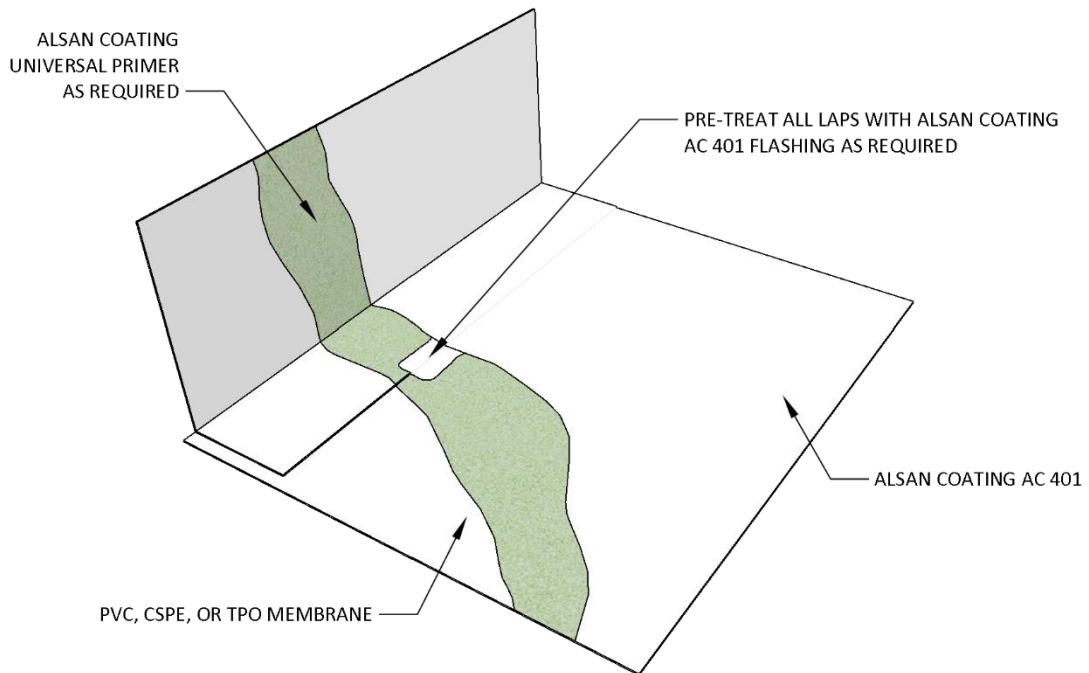 ALSAN COATING
UNIVERSAL PRIMER
AS REQUIRED
PRE-TREAT ALL LAPS WITH ALSAN COATING
AC 401 FLASHING AS REQUIRED
ALSAN COATING AC 401
PVC, CSPE, OR TPO MEMBRANE